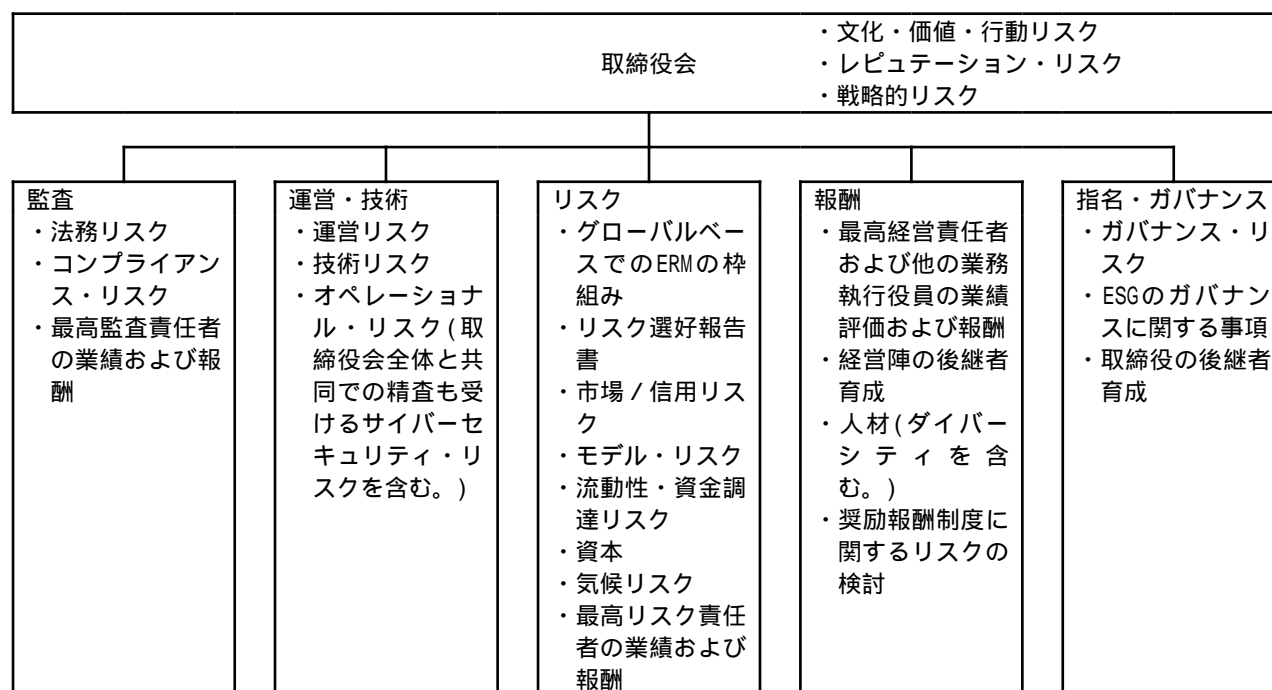 取締役会
・文化・価値・行動リスク
・レピュテーション・リスク
・戦略的リスク
監査
・法務リスク
・コンプライアン
ス・リスク
・最高監査責任者
の業績および報
酬
運営・技術
・運営リスク
・技術リスク
・オペレーショナ
ル・リスク(取
締役会全体と共
同での精査も受
けるサイバーセ
キュリティ・リ
スクを含む。)
リスク
・グローバルベー
スでのERMの枠
組み
・リスク選好報告
書
・市場/信用リス
ク
・モデル・リスク
・流動性・資金調
達リスク
・資本
・気候リスク
・最高リスク責任
者の業績および
報酬
報酬
・最高経営責任者
および他の業務
執行役員の業績
評価および報酬
・経営陣の後継者
育成
・人材(ダイバー
シティを含
む。)
・奨励報酬制度に
関するリスクの
検討
指名・ガバナンス
・ガバナンス・リ
スク
・ESGのガバナン
スに関する事項
・取締役の後継者
育成